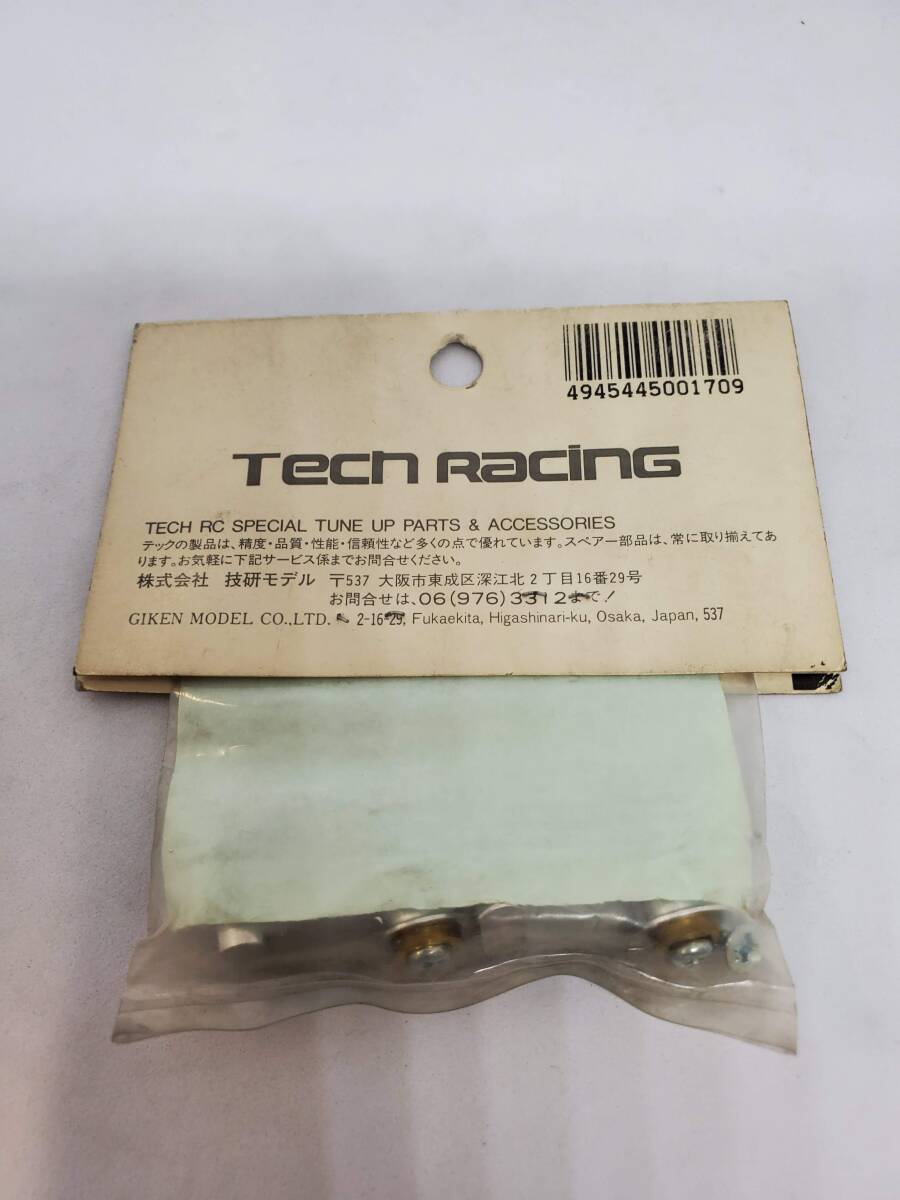 4945445001709
Tech Racing
TECH RC SPECIAL TUNE UP PARTS & ACCESSORIES
テックの製品は、精度・品質・性能・信頼性など多くの点で優れています。スペアー部品は、常に取り揃えてあ
ります。お気軽に下記サービス係までお問合せください。
株式会社 技研モデル 〒537 大阪市東成区深江北2丁目16番29号
お問合せは、06(976)3312まで!
GIKEN MODEL CO.,LTD. 2-16-29, Fukaekita, Higashinari-ku, Osaka, Japan, 537